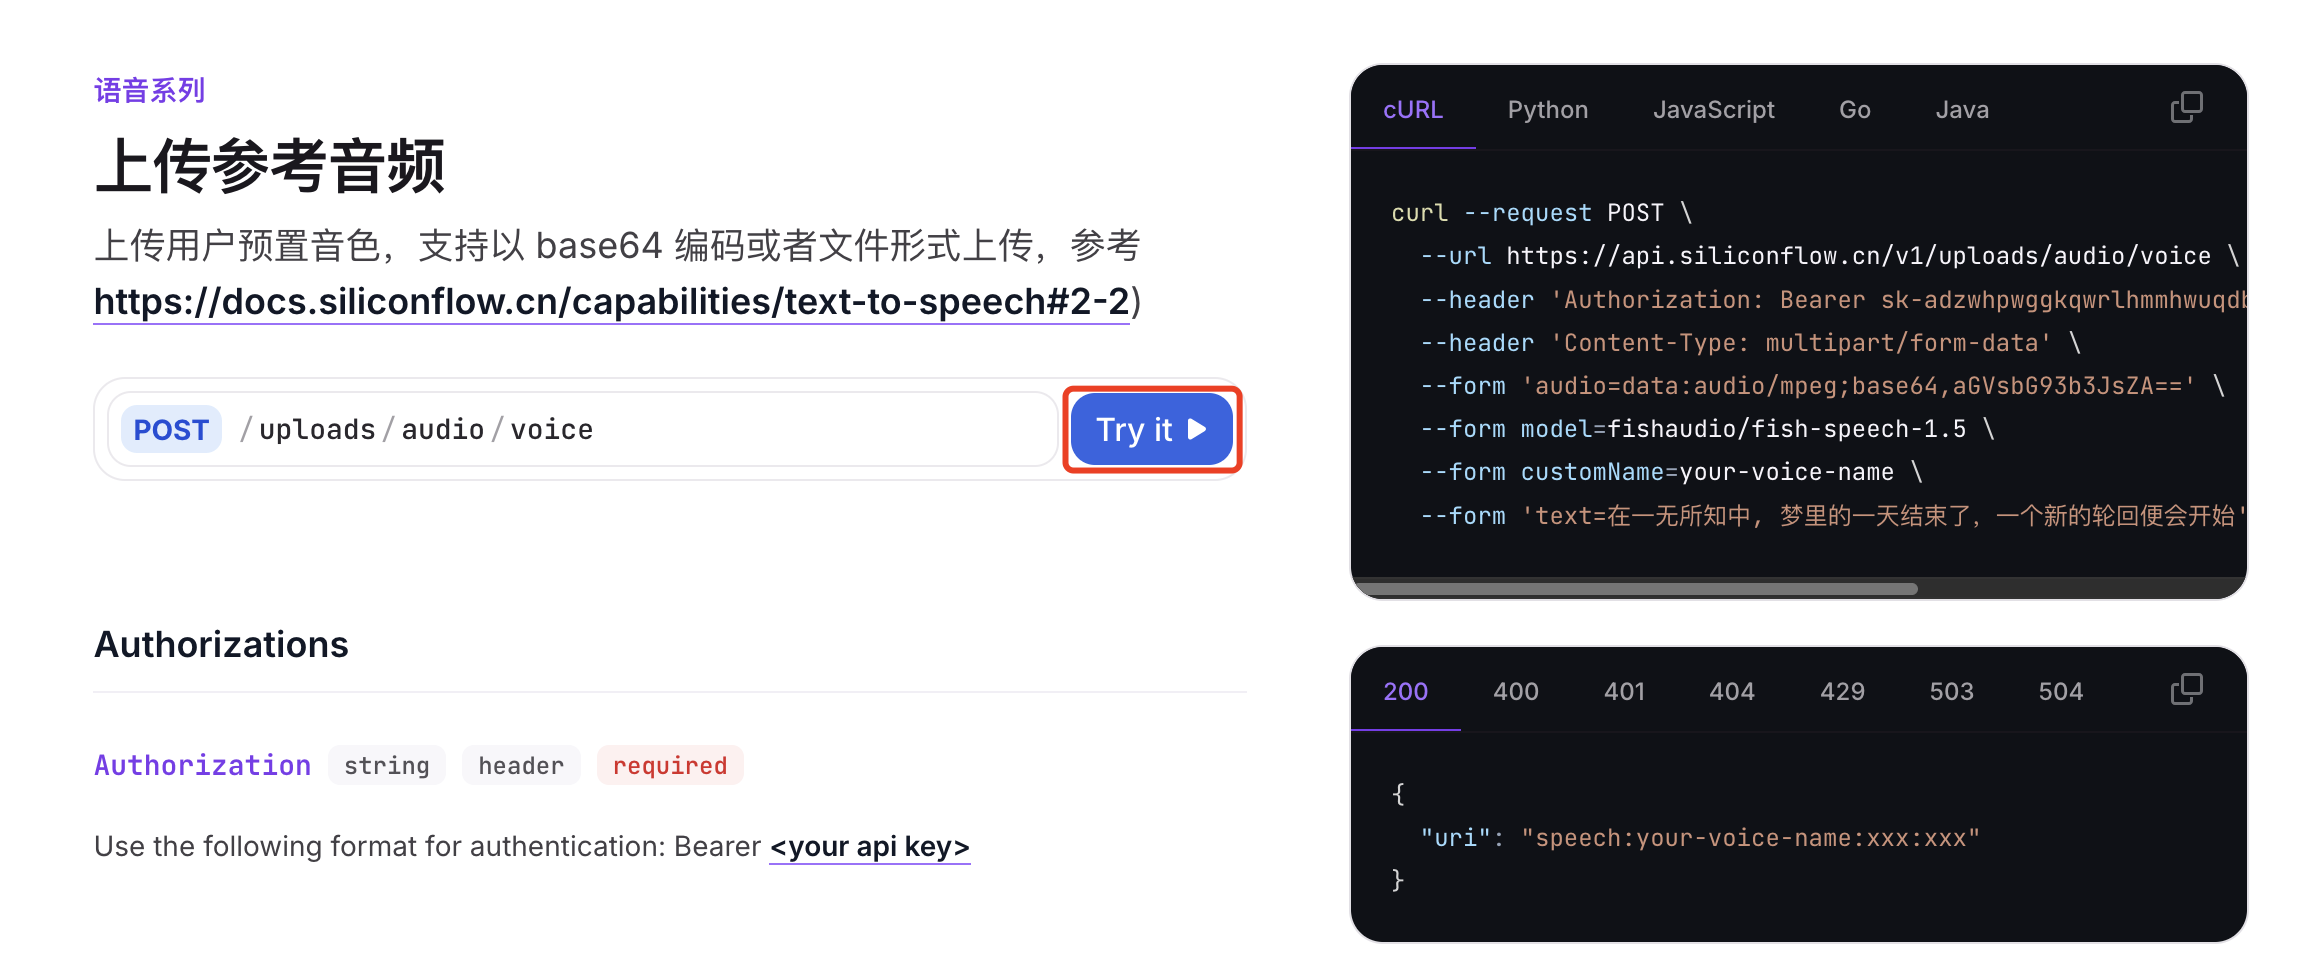 语音系列
上传参考音频
上传用户预置音色，支持以 base64 编码或者文件形式上传，参考
https://docs.siliconflow.cn/capabilities/text-to-speech#2-2)
POST /uploads/audio/voice
Try it
Authorizations
Authorization string header required
Use the following format for authentication: Bearer <your api key>
cURL Python JavaScript Go Java
curl --request POST \
--url https://api.siliconflow.cn/v1/uploads/audio/voice \
--header 'Authorization: Bearer sk-adzwhpwggkqwrlhmmhwuqdb
--header 'Content-Type: multipart/form-data' \
--form 'audio=data:audio/mpeg;base64,aGVsbG93b3JsZA==' \
--form model=fishaudio/fish-speech-1.5 \
--form customName=your-voice-name \
--form 'text=在一无所知中, 梦里的一天结束了，一个新的轮回便会开始'
200 400 401 404 429 503 504
{
"uri": "speech:your-voice-name:xxx:xxx"
}